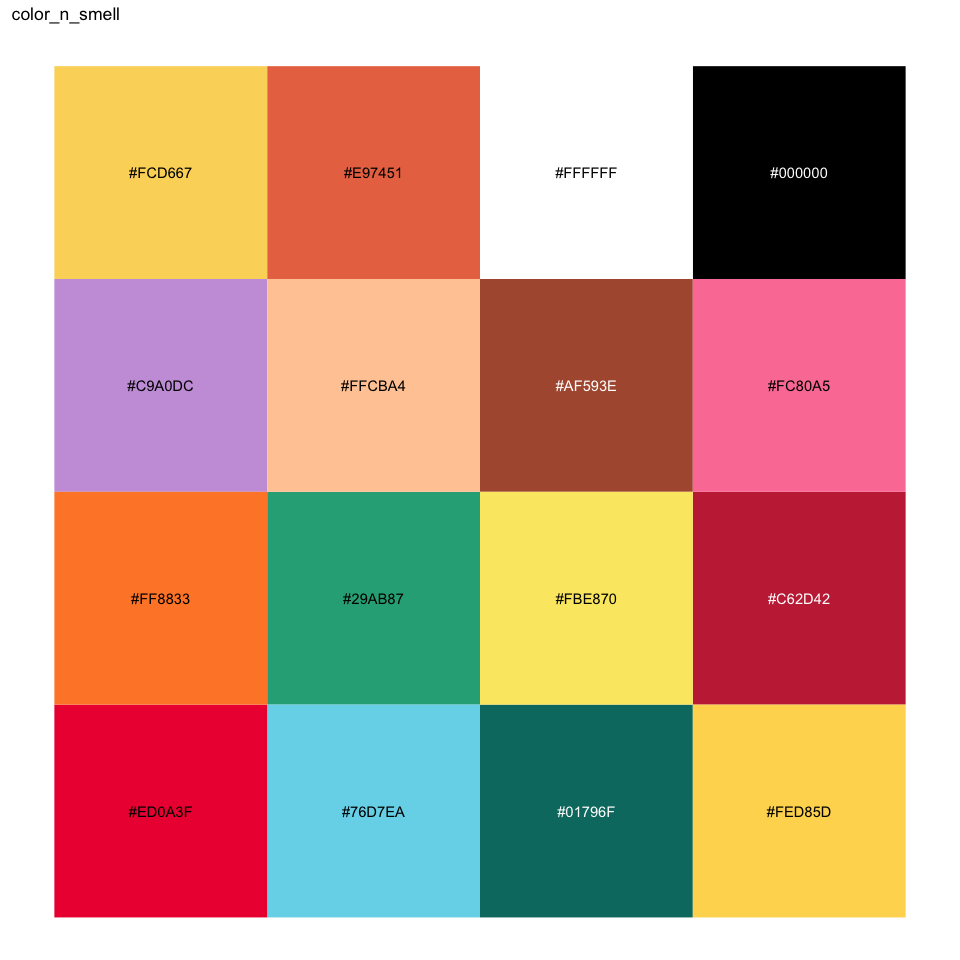 color_n_smell
#FCD667
#E97451
#FFFFFF
#000000
#C9A0DC
#FFCBA4
#AF593E
#FC80A5
#FF8833
#29AB87
#FBE870
#C62D42
#ED0A3F
#76D7EA
#01796F
#FED85D